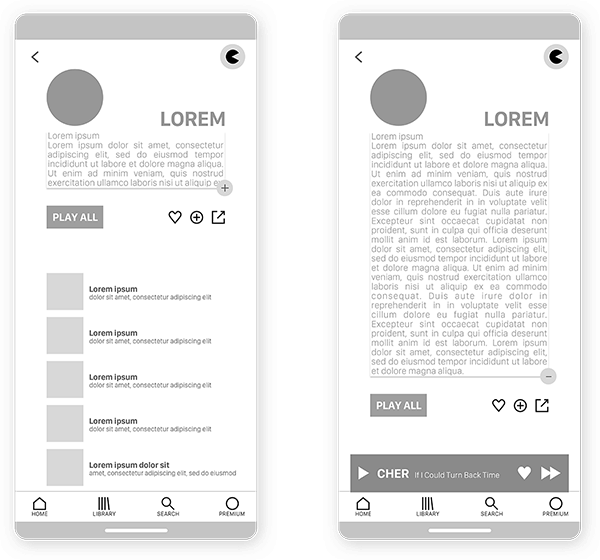 LOREM
Lorem ipsum
Lorem ipsum dolor sit amet, consectetur
adipiscing elit, sed do eiusmod tempor
incididunt ut labore et dolore magna aliqua.
Ut enim ad minim veniam, quis nostrud
exercitation ullamco laboris nisi ut aliquip ex
+
PLAY ALL
Lorem ipsum
dolor sit amet, consectetur adipiscing elit
Lorem ipsum
dolor sit amet, consectetur adipiscing elit
Lorem ipsum
dolor sit amet, consectetur adipiscing elit
Lorem ipsum
dolor sit amet, consectetur adipiscing elit
Lorem ipsum dolor sit
amet, consectetur adipiscing elit, sed do eiusmod
HOME
LIBRARY
SEARCH
PREMIUM
LOREM
Lorem ipsum
Lorem ipsum dolor sit amet, consectetur
adipiscing elit, sed do eiusmod tempor
incididunt ut labore et dolore magna aliqua.
Ut enim ad minim veniam, quis nostrud
exercitation ullamco laboris nisi ut aliquip
ex ea commodo consequat. Duis aute irure
dolor in reprehenderit in voluptate velit
esse cillum dolore eu fugiat nulla pariatur.
Excepteur sint occaecat cupidatat non
proident, sunt in culpa qui officia deserunt
mollit anim id est laborum. Lorem ipsum
dolor sit amet, consectetur adipiscing elit,
sed do eiusmod tempor incididunt ut labore
et dolore magna aliqua. Ut enim ad minim
veniam, quis nostrud exercitation ullamco
laboris nisi ut aliquip ex ea commodo
consequat. Duis aute irure dolor in
reprehenderit in voluptate velit esse
cillum dolore eu fugiat nulla pariatur.
Excepteur sint occaecat cupidatat non
proident, sunt in culpa qui officia deserunt
mollit anim id est laborum. Lorem ipsum
dolor sit amet, consectetur adipiscing elit,
sed do eiusmod tempor incididunt ut labore
et dolore magna aliqua.
−
PLAY ALL
CHER If I Could Turn Back Time
HOME
LIBRARY
SEARCH
PREMIUM